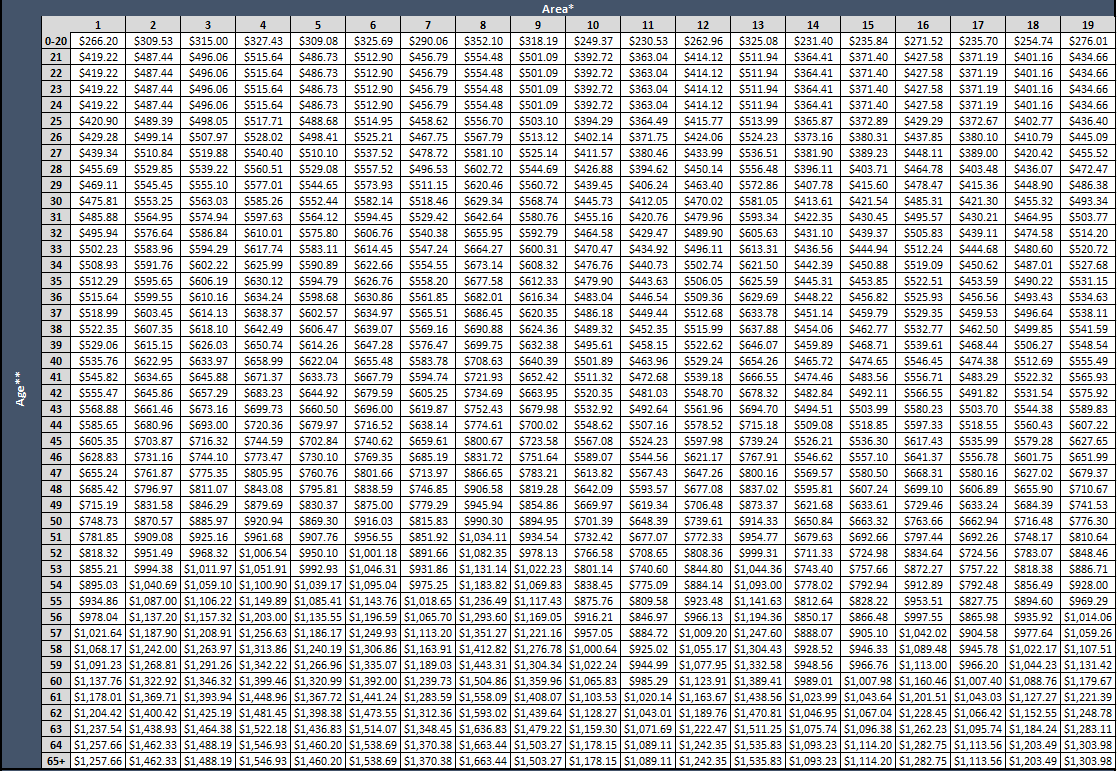 Area*
1 2 3 4 5 6 7 8 9 10 11 12 13 14 15 16 17 18 19
0-20 $266.20 $309.53 $315.00 $327.43 $309.08 $325.69 $290.06 $352.10 $318.19 $249.37 $230.53 $262.96 $325.08 $231.40 $235.84 $271.52 $235.70 $254.74 $276.01
21 $419.22 $487.44 $496.06 $515.64 $486.73 $512.90 $456.79 $554.48 $501.09 $392.72 $363.04 $414.12 $511.94 $364.41 $371.40 $427.58 $371.19 $401.16 $434.66
22 $419.22 $487.44 $496.06 $515.64 $486.73 $512.90 $456.79 $554.48 $501.09 $392.72 $363.04 $414.12 $511.94 $364.41 $371.40 $427.58 $371.19 $401.16 $434.66
23 $419.22 $487.44 $496.06 $515.64 $486.73 $512.90 $456.79 $554.48 $501.09 $392.72 $363.04 $414.12 $511.94 $364.41 $371.40 $427.58 $371.19 $401.16 $434.66
24 $419.22 $487.44 $496.06 $515.64 $486.73 $512.90 $456.79 $554.48 $501.09 $392.72 $363.04 $414.12 $511.94 $364.41 $371.40 $427.58 $371.19 $401.16 $434.66
25 $420.90 $489.39 $498.05 $517.71 $488.68 $514.95 $458.62 $556.70 $503.10 $394.29 $364.49 $415.77 $513.99 $365.87 $372.89 $429.29 $372.67 $402.77 $436.40
26 $429.28 $499.14 $507.97 $528.02 $498.41 $525.21 $467.75 $567.79 $513.12 $402.14 $371.75 $424.06 $524.23 $373.16 $380.31 $437.85 $380.10 $410.79 $445.09
27 $439.34 $510.84 $519.88 $540.40 $510.10 $537.52 $478.72 $581.10 $525.14 $411.57 $380.46 $433.99 $536.51 $381.90 $389.23 $448.11 $389.00 $420.42 $455.52
28 $455.69 $529.85 $539.22 $560.51 $529.08 $557.52 $496.53 $602.72 $544.69 $426.88 $394.62 $450.14 $556.48 $396.11 $403.71 $464.78 $403.48 $436.07 $472.47
29 $469.11 $545.45 $555.10 $577.01 $544.65 $573.93 $511.15 $620.46 $560.72 $439.45 $406.24 $463.40 $572.86 $407.78 $415.60 $478.47 $415.36 $448.90 $486.38
30 $475.81 $553.25 $563.03 $585.26 $552.44 $582.14 $518.46 $629.34 $568.74 $445.73 $412.05 $470.02 $581.05 $413.61 $421.54 $485.31 $421.30 $455.32 $493.34
31 $485.88 $564.95 $574.94 $597.63 $564.12 $594.45 $529.42 $642.64 $580.76 $455.16 $420.76 $479.96 $593.34 $422.35 $430.45 $495.57 $430.21 $464.95 $503.77
32 $495.94 $576.64 $586.84 $610.01 $575.80 $606.76 $540.38 $655.95 $592.79 $464.58 $429.47 $489.90 $605.63 $431.10 $439.37 $505.83 $439.11 $474.58 $514.20
33 $502.23 $583.96 $594.29 $617.74 $583.11 $614.45 $547.24 $664.27 $600.31 $470.47 $434.92 $496.11 $613.31 $436.56 $444.94 $512.24 $444.68 $480.60 $520.72
34 $508.93 $591.76 $602.22 $625.99 $590.89 $622.66 $554.55 $673.14 $608.32 $476.76 $440.73 $502.74 $621.50 $442.39 $450.88 $519.09 $450.62 $487.01 $527.68
35 $512.29 $595.65 $606.19 $630.12 $594.79 $626.76 $558.20 $677.58 $612.33 $479.90 $443.63 $506.05 $625.59 $445.31 $453.85 $522.51 $453.59 $490.22 $531.15
36 $515.64 $599.55 $610.16 $634.24 $598.68 $630.86 $561.85 $682.01 $616.34 $483.04 $446.54 $509.36 $629.69 $448.22 $456.82 $525.93 $456.56 $493.43 $534.63
37 $518.99 $603.45 $614.13 $638.37 $602.57 $634.97 $565.51 $686.45 $620.35 $486.18 $449.44 $512.68 $633.78 $451.14 $459.79 $529.35 $459.53 $496.64 $538.11
38 $522.35 $607.35 $618.10 $642.49 $606.47 $639.07 $569.16 $690.88 $624.36 $489.32 $452.35 $515.99 $637.88 $454.06 $462.77 $532.77 $462.50 $499.85 $541.59
39 $529.06 $615.15 $626.03 $650.74 $614.26 $647.28 $576.47 $699.75 $632.38 $495.61 $458.15 $522.62 $646.07 $459.89 $468.71 $539.61 $468.44 $506.27 $548.54
40 $535.76 $622.95 $633.97 $658.99 $622.04 $655.48 $583.78 $708.63 $640.39 $501.89 $463.96 $529.24 $654.26 $465.72 $474.65 $546.45 $474.38 $512.69 $555.49
41 $545.82 $634.65 $645.88 $671.37 $633.73 $667.79 $594.74 $721.93 $652.42 $511.32 $472.68 $539.18 $666.55 $474.46 $483.56 $556.71 $483.29 $522.32 $565.93
42 $555.47 $645.86 $657.29 $683.23 $644.92 $679.59 $605.25 $734.69 $663.95 $520.35 $481.03 $548.70 $678.32 $482.84 $492.11 $566.55 $491.82 $531.54 $575.92
43 $568.88 $661.46 $673.16 $699.73 $660.50 $696.00 $619.87 $752.43 $679.98 $532.92 $492.64 $561.96 $694.70 $494.51 $503.99 $580.23 $503.70 $544.38 $589.83
44 $585.65 $680.96 $693.00 $720.36 $679.97 $716.52 $638.14 $774.61 $700.02 $548.62 $507.16 $578.52 $715.18 $509.08 $518.85 $597.33 $518.55 $560.43 $607.22
45 $605.35 $703.87 $716.32 $744.59 $702.84 $740.62 $659.61 $800.67 $723.58 $567.08 $524.23 $597.98 $739.24 $526.21 $536.30 $617.43 $535.99 $579.28 $627.65
46 $628.83 $731.16 $744.10 $773.47 $730.10 $769.35 $685.19 $831.72 $751.64 $589.07 $544.56 $621.17 $767.91 $546.62 $557.10 $641.37 $556.78 $601.75 $651.99
47 $655.24 $761.87 $775.35 $805.95 $760.76 $801.66 $713.97 $866.65 $783.21 $613.82 $567.43 $647.26 $800.16 $569.57 $580.50 $668.31 $580.16 $627.02 $679.37
48 $685.42 $796.97 $811.07 $843.08 $795.81 $838.59 $746.85 $906.58 $819.28 $642.09 $593.57 $677.08 $837.02 $595.81 $607.24 $699.10 $606.89 $655.90 $710.67
49 $715.19 $831.58 $846.29 $879.69 $830.37 $875.00 $779.29 $945.94 $854.86 $669.97 $619.34 $706.48 $873.37 $621.68 $633.61 $729.46 $633.24 $684.39 $741.53
50 $748.73 $870.57 $885.97 $920.94 $869.30 $916.03 $815.83 $990.30 $894.95 $701.39 $648.39 $739.61 $914.33 $650.84 $663.32 $763.66 $662.94 $716.48 $776.30
51 $781.85 $909.08 $925.16 $961.68 $907.76 $956.55 $851.92 $1,034.11 $934.54 $732.42 $677.07 $772.33 $954.77 $679.63 $692.66 $797.44 $692.26 $748.17 $810.64
52 $818.32 $951.49 $968.32 $1,006.54 $950.10 $1,001.18 $891.66 $1,082.35 $978.13 $766.58 $708.65 $808.36 $999.31 $711.33 $724.98 $834.64 $724.56 $783.07 $848.46
53 $855.21 $994.38 $1,011.97 $1,051.91 $992.93 $1,046.31 $931.86 $1,131.14 $1,022.23 $801.14 $740.60 $844.80 $1,044.36 $743.40 $757.66 $872.27 $757.22 $818.38 $886.71
54 $895.03 $1,040.69 $1,059.10 $1,100.90 $1,039.17 $1,095.04 $975.25 $1,183.82 $1,069.83 $838.45 $775.09 $884.14 $1,093.00 $778.02 $792.94 $912.89 $792.48 $856.49 $928.00
55 $934.86 $1,087.00 $1,106.22 $1,149.89 $1,085.41 $1,143.76 $1,018.65 $1,236.49 $1,117.43 $875.76 $809.58 $923.48 $1,141.63 $812.64 $828.22 $953.51 $827.75 $894.60 $969.29
56 $978.04 $1,137.20 $1,157.32 $1,203.00 $1,135.55 $1,196.59 $1,065.70 $1,293.60 $1,169.05 $916.21 $846.97 $966.13 $1,194.36 $850.17 $866.48 $997.55 $865.98 $935.92 $1,014.06
57 $1,021.64 $1,187.90 $1,208.91 $1,256.63 $1,186.17 $1,249.93 $1,113.20 $1,351.27 $1,221.16 $957.05 $884.72 $1,009.20 $1,247.60 $888.07 $905.10 $1,042.02 $904.58 $977.64 $1,059.26
58 $1,068.17 $1,242.00 $1,263.97 $1,313.86 $1,240.19 $1,306.86 $1,163.91 $1,412.82 $1,276.78 $1,000.64 $925.02 $1,055.17 $1,304.43 $928.52 $946.33 $1,089.48 $945.78 $1,022.17 $1,107.51
59 $1,091.23 $1,268.81 $1,291.26 $1,342.22 $1,266.96 $1,335.07 $1,189.03 $1,443.31 $1,304.34 $1,022.24 $944.99 $1,077.95 $1,332.58 $948.56 $966.76 $1,113.00 $966.20 $1,044.23 $1,131.42
60 $1,137.76 $1,322.92 $1,346.32 $1,399.46 $1,320.99 $1,392.00 $1,239.73 $1,504.86 $1,359.96 $1,065.83 $985.29 $1,123.91 $1,389.41 $989.01 $1,007.98 $1,160.46 $1,007.40 $1,088.76 $1,179.67
61 $1,178.01 $1,369.71 $1,393.94 $1,448.96 $1,367.72 $1,441.24 $1,283.59 $1,558.09 $1,408.07 $1,103.53 $1,020.14 $1,163.67 $1,438.56 $1,023.99 $1,043.64 $1,201.51 $1,043.03 $1,127.27 $1,221.39
62 $1,204.42 $1,400.42 $1,425.19 $1,481.45 $1,398.38 $1,473.55 $1,312.36 $1,593.02 $1,439.64 $1,128.27 $1,043.01 $1,189.76 $1,470.81 $1,046.95 $1,067.04 $1,228.45 $1,066.42 $1,152.55 $1,248.78
63 $1,237.54 $1,438.93 $1,464.38 $1,522.18 $1,436.83 $1,514.07 $1,348.45 $1,636.83 $1,479.22 $1,159.30 $1,071.69 $1,222.47 $1,511.25 $1,075.74 $1,096.38 $1,262.23 $1,095.74 $1,184.24 $1,283.11
64 $1,257.66 $1,462.33 $1,488.19 $1,546.93 $1,460.20 $1,538.69 $1,370.38 $1,663.44 $1,503.27 $1,178.15 $1,089.11 $1,242.35 $1,535.83 $1,093.23 $1,114.20 $1,282.75 $1,113.56 $1,203.49 $1,303.98
65+ $1,257.66 $1,462.33 $1,488.19 $1,546.93 $1,460.20 $1,538.69 $1,370.38 $1,663.44 $1,503.27 $1,178.15 $1,089.11 $1,242.35 $1,535.83 $1,093.23 $1,114.20 $1,282.75 $1,113.56 $1,203.49 $1,303.98
Age**